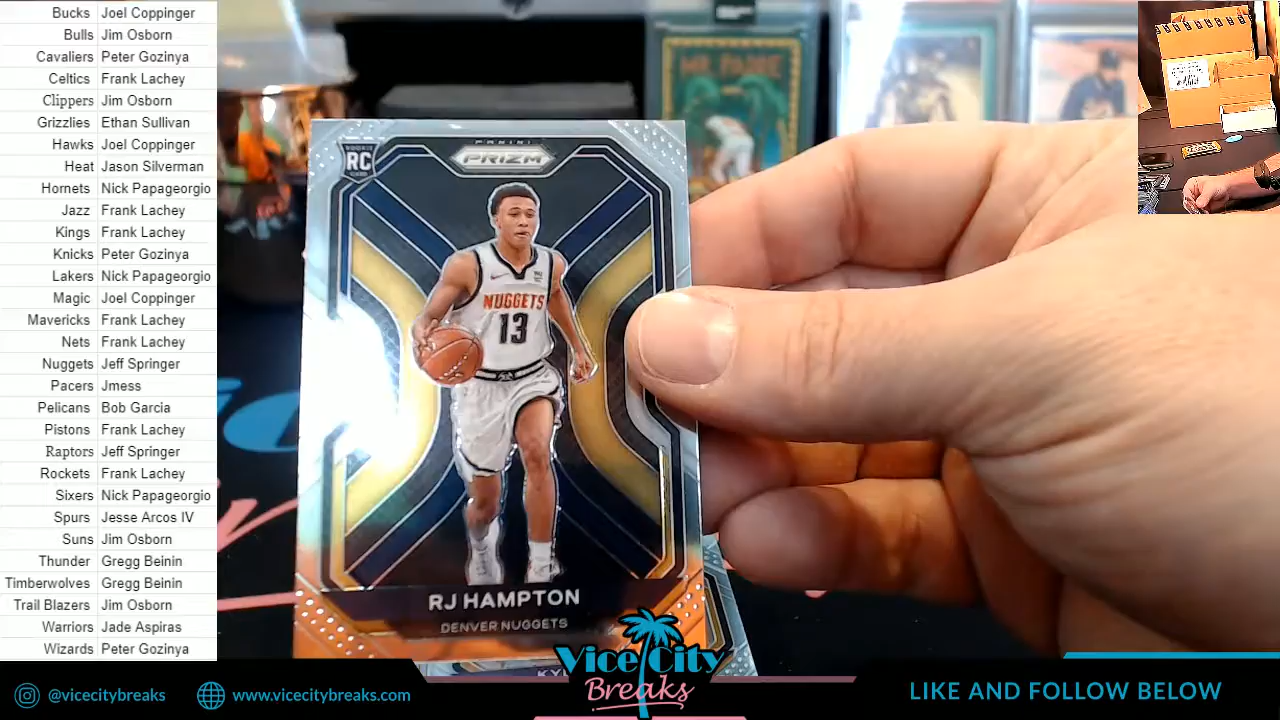 Bucks Joel Coppinger
Bulls Jim Osborn
Cavaliers Peter Gozinya
Celtics Frank Lachey
Clippers Jim Osborn
Grizzlies Ethan Sullivan
Hawks Joel Coppinger
Heat Jason Silverman
Hornets Nick Papageorgio
Jazz Frank Lachey
Kings Frank Lachey
Knicks Peter Gozinya
Lakers Nick Papageorgio
Magic Joel Coppinger
Mavericks Frank Lachey
Nets Frank Lachey
Nuggets Jeff Springer
Pacers Jmess
Pelicans Bob Garcia
Pistons Frank Lachey
Raptors Jeff Springer
Rockets Frank Lachey
Sixers Nick Papageorgio
Spurs Jesse Arcos IV
Suns Jim Osborn
Thunder Gregg Beinin
Timberwolves Gregg Beinin
Trail Blazers Jim Osborn
Warriors Jade Aspiras
Wizards Peter Gozinya
MR. PADRE
ROOKIE
RC
CARD
PANINI
PRIZM
NUGGETS
13
RJ HAMPTON
DENVER NUGGETS
KY
Vice City
Breaks
@vicecitybreaks
www.vicecitybreaks.com
LIKE AND FOLLOW BELOW